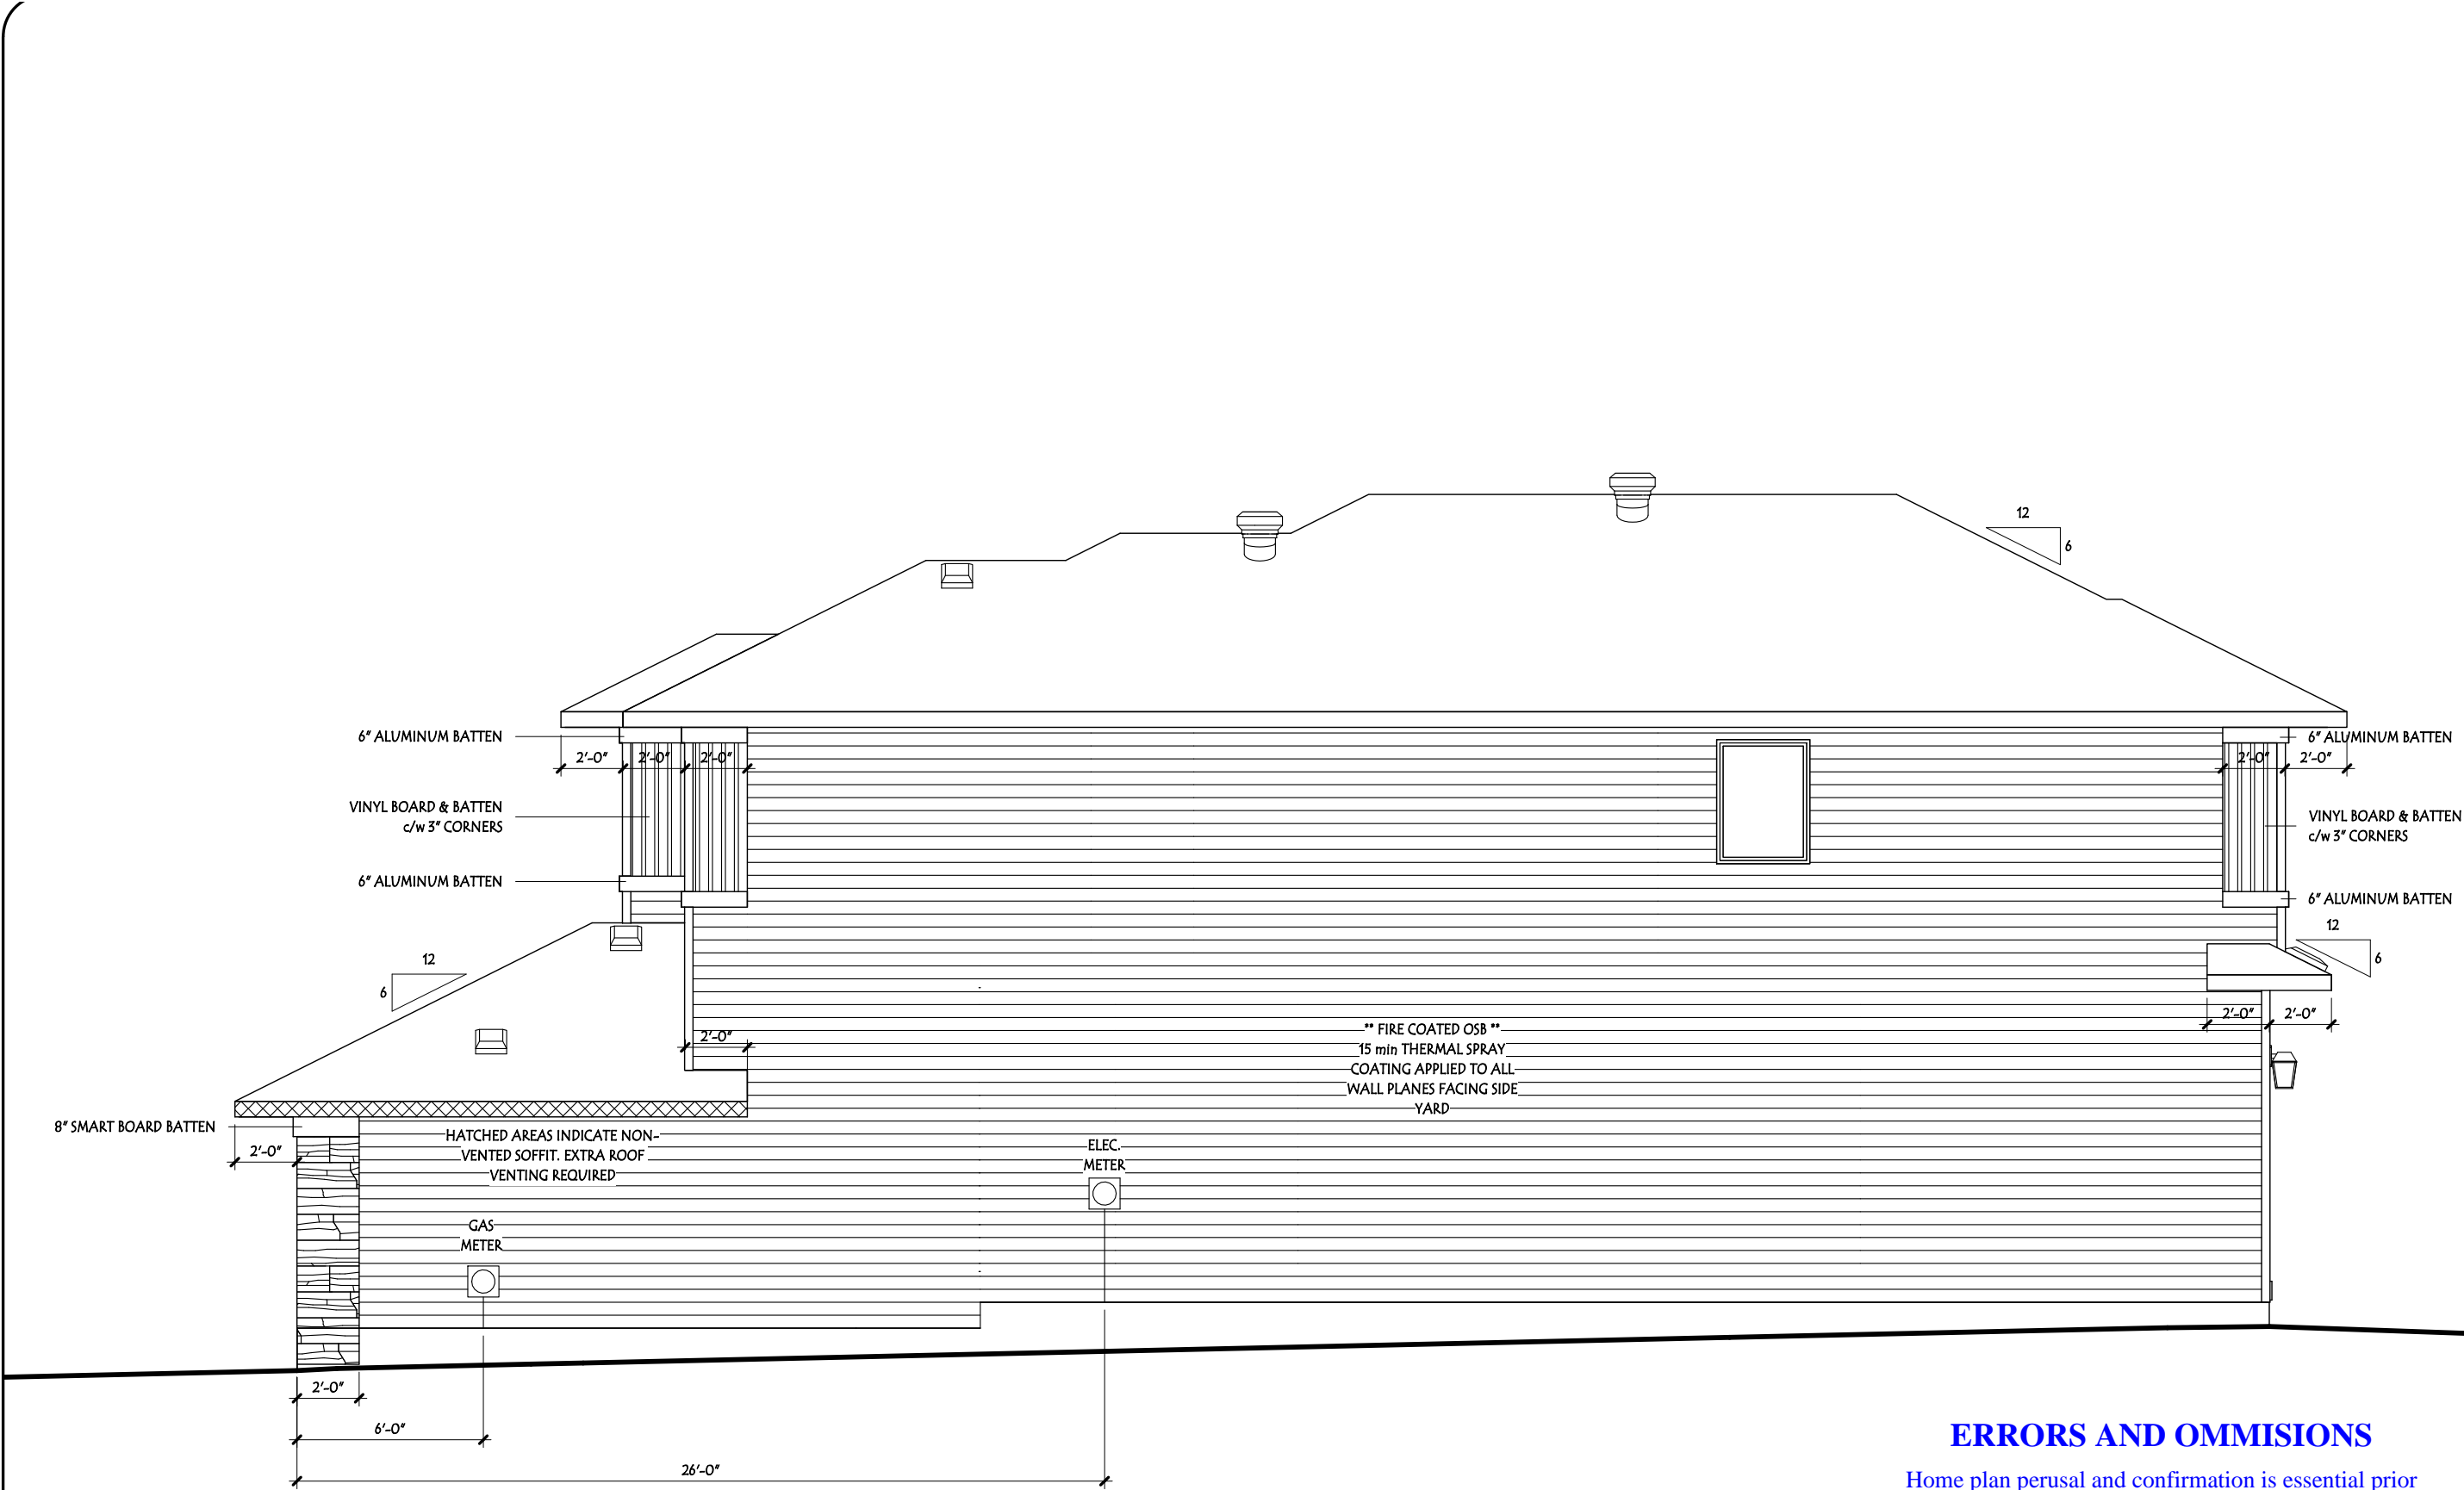 12
6
6" ALUMINUM BATTEN
6" ALUMINUM BATTEN
2'-0"
2'-0"
2'-0"
2'-0"
2'-0"
VINYL BOARD & BATTEN
c/w 3" CORNERS
VINYL BOARD & BATTEN
c/w 3" CORNERS
6" ALUMINUM BATTEN
6" ALUMINUM BATTEN
12
6
12
6
2'-0"
2'-0"
2'-0"
** FIRE COATED OSB **
15 min THERMAL SPRAY
COATING APPLIED TO ALL
WALL PLANES FACING SIDE
YARD
8" SMART BOARD BATTEN
2'-0"
HATCHED AREAS INDICATE NON-
VENTED SOFFIT. EXTRA ROOF
VENTING REQUIRED
ELEC.
METER
GAS
METER
2'-0"
6'-0"
26'-0"
ERRORS AND OMMISIONS
Home plan perusal and confirmation is essential prior